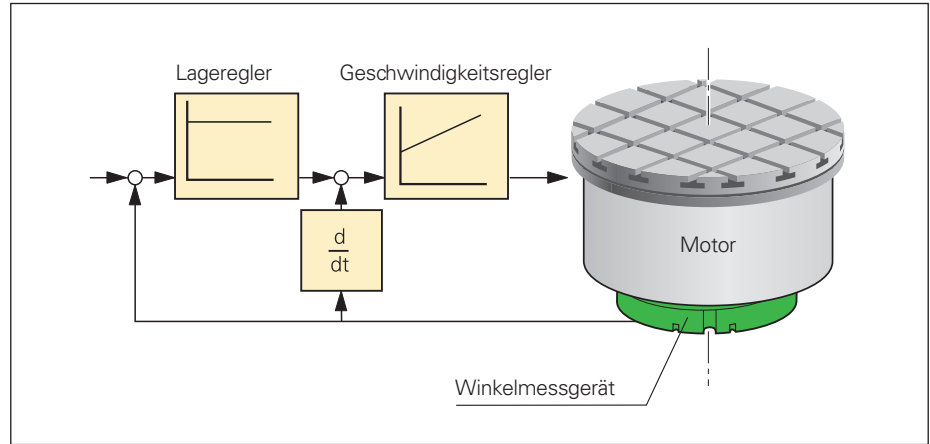 Lageregler
Geschwindigkeitsregler
d
dt
Motor
Winkelmessgerät